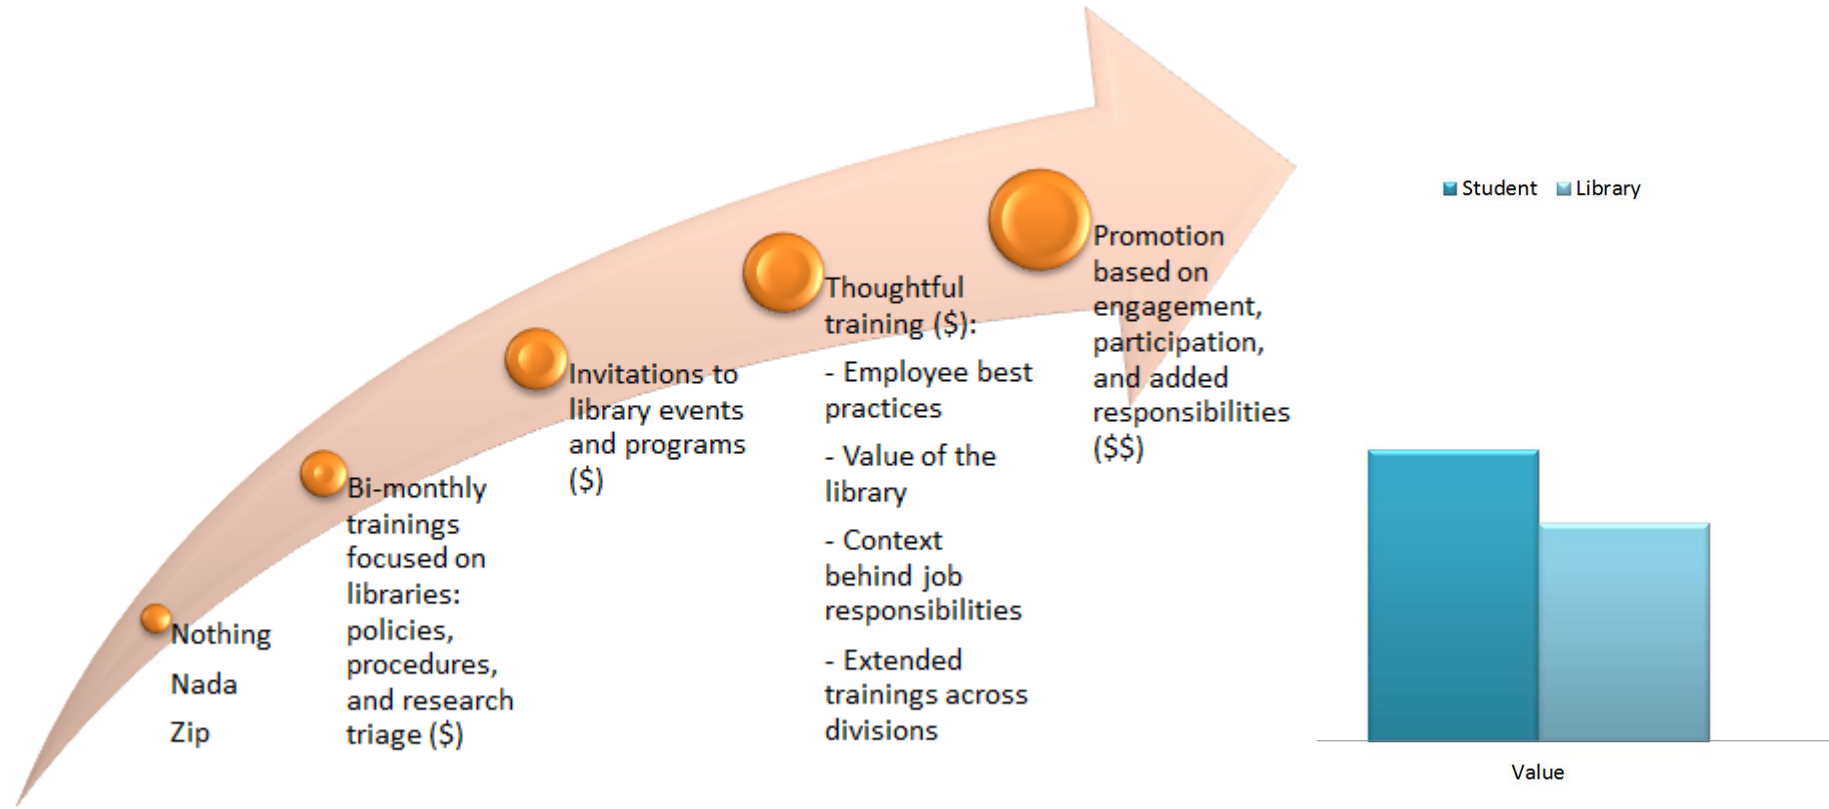 Nothing
Nada
Zip
Bi-monthly
trainings
focused on
libraries:
policies,
procedures,
and research
triage ($)
Invitations to
library events
and programs
($)
Thoughtful
training ($):
- Employee best
practices
- Value of the
library
- Context
behind job
responsibilities
- Extended
trainings across
divisions
Promotion
based on
engagement,
participation,
and added
responsibilities
($$)
Student Library
Value